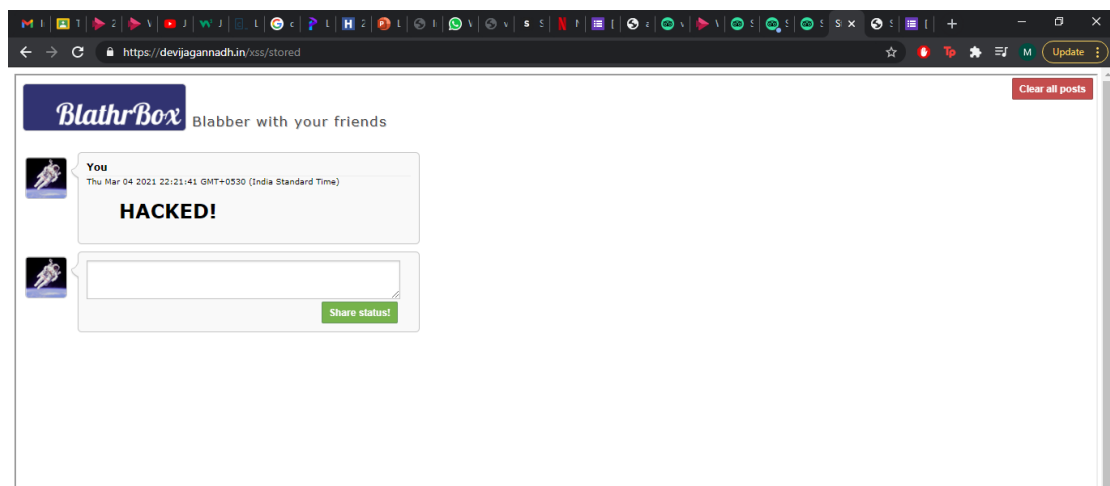 https://devijagannadh.in/xss/stored
M
Update
Clear all posts
BlathrBox
Blabber with your friends
You
Thu Mar 04 2021 22:21:41 GMT+0530 (India Standard Time)
HACKED!
Share status!